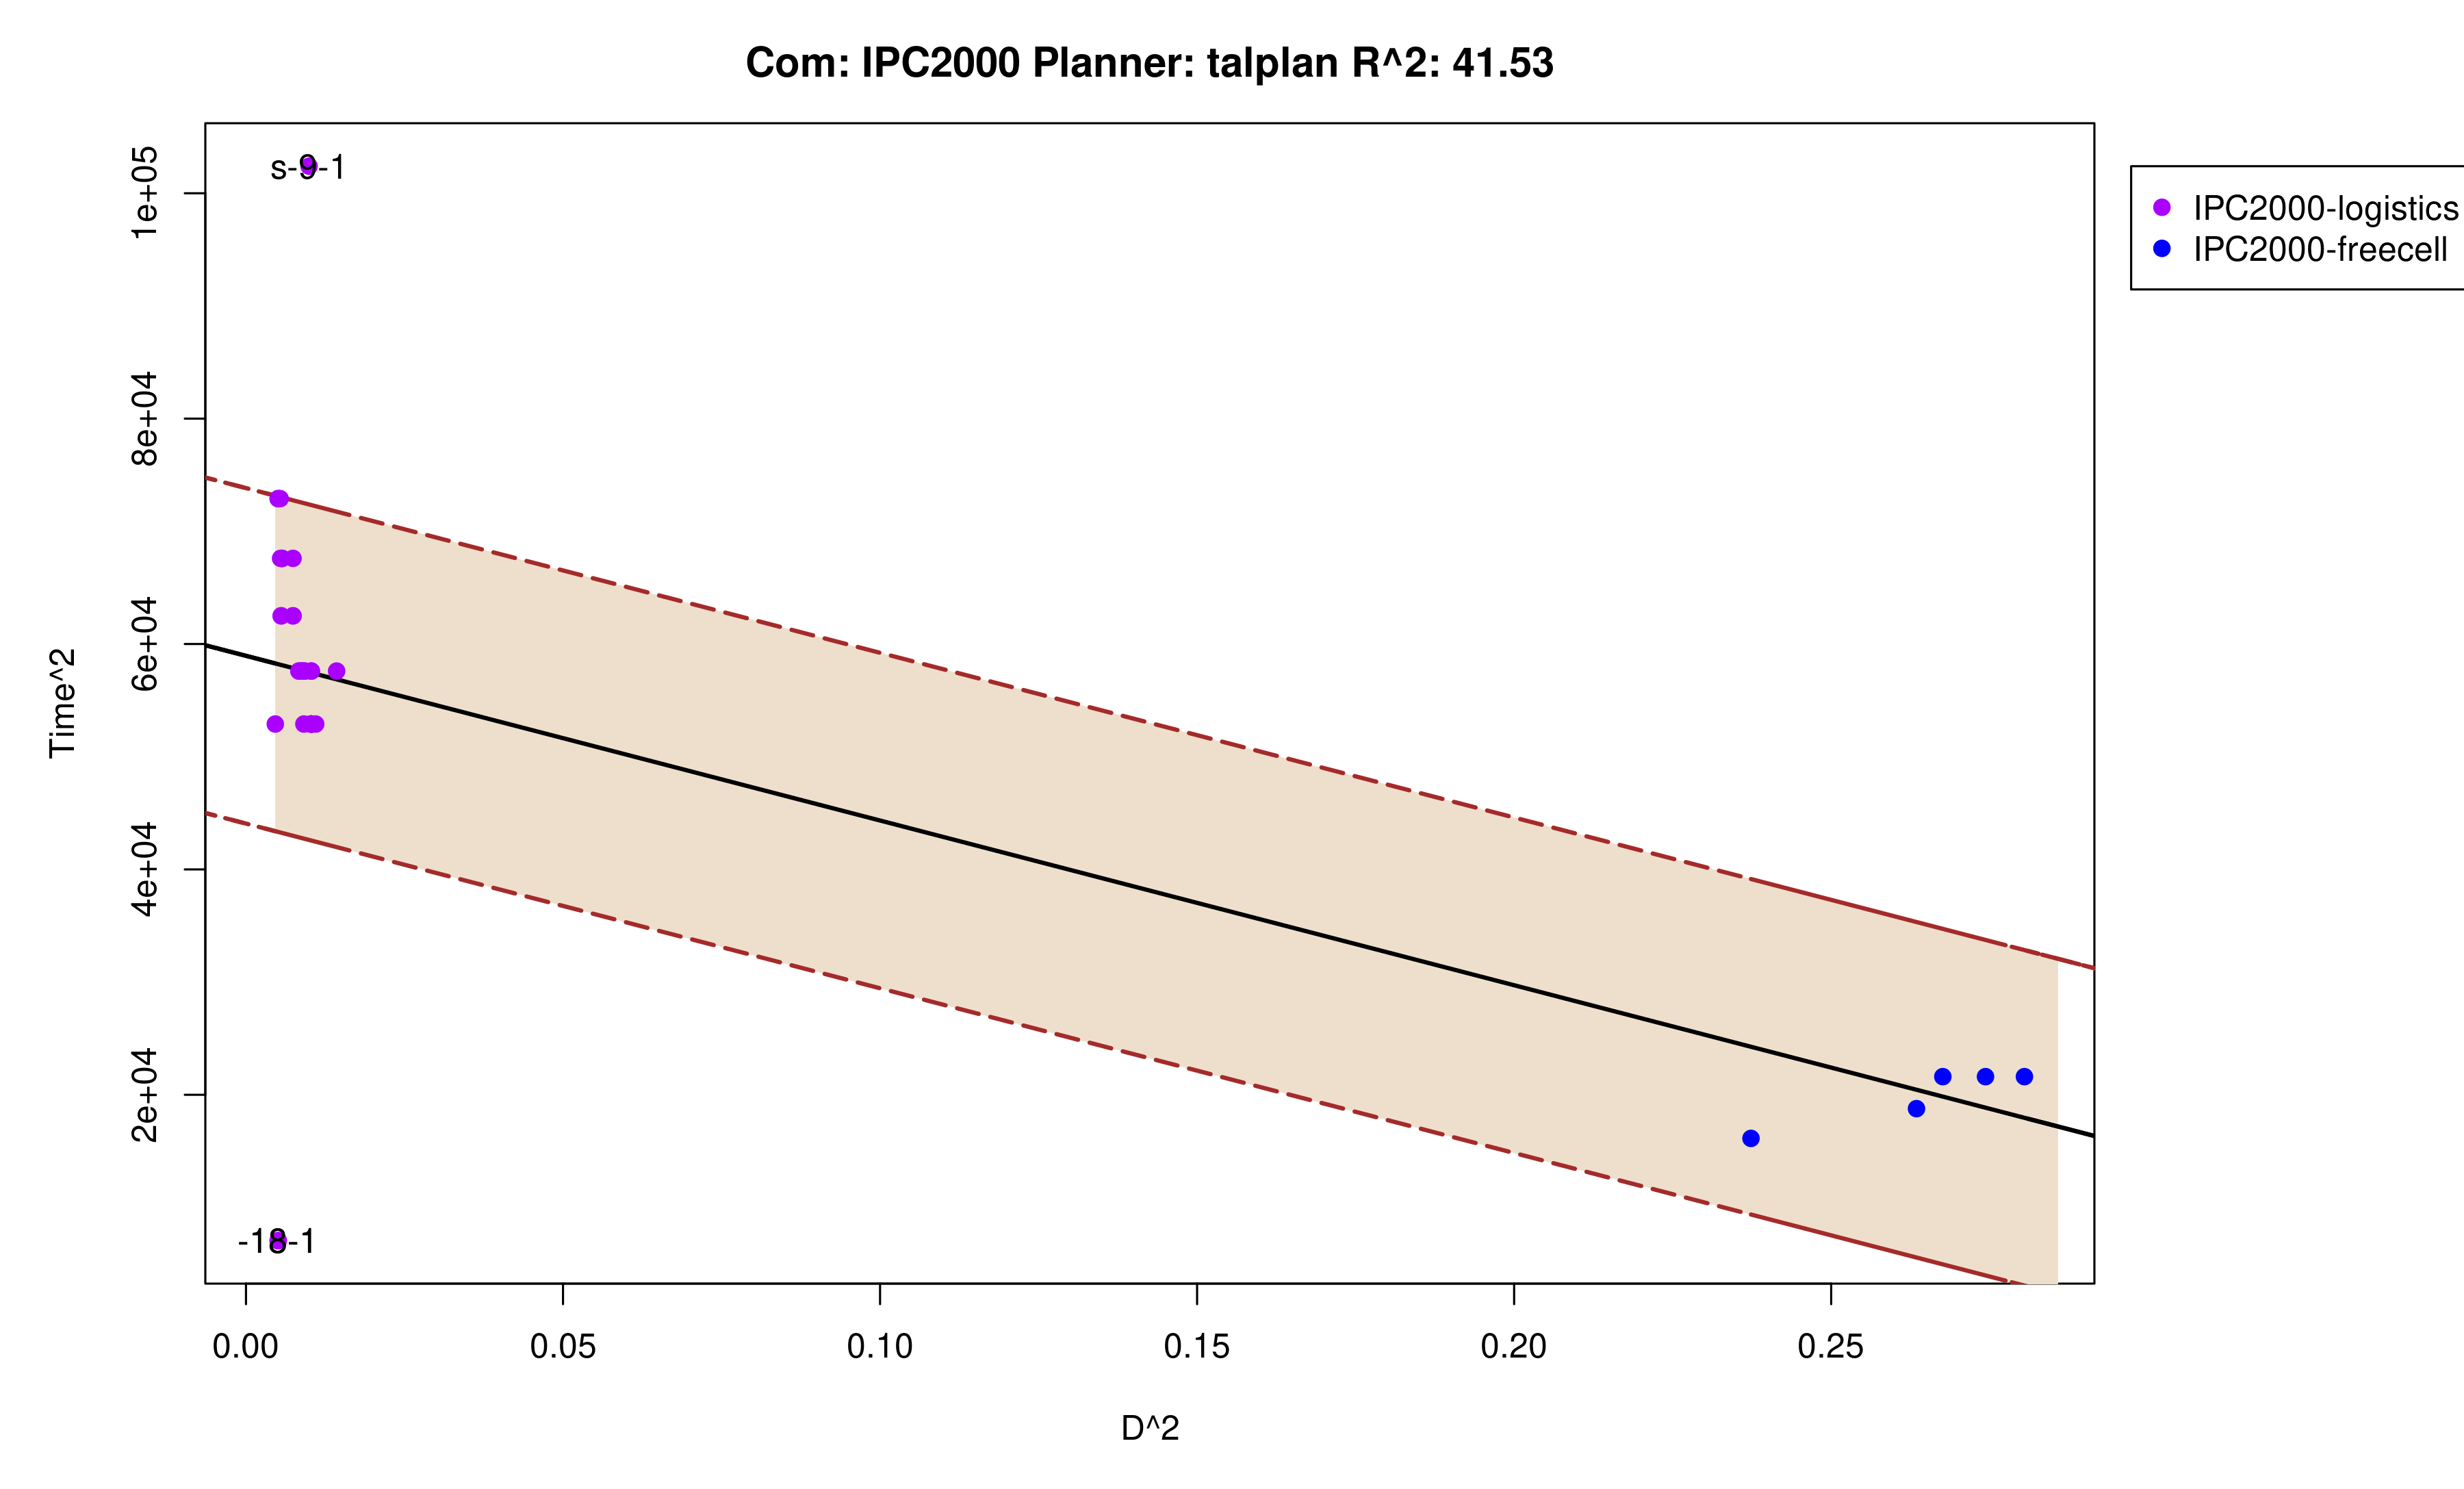 Com: IPC2000 Planner: talplan R^2: 41.53
s-9-1
IPC2000-logistics
IPC2000-freecell
1e+05
8e+04
6e+04
4e+04
2e+04
Time^2
-18-1
0.00 0.05 0.10 0.15 0.20 0.25
D^2